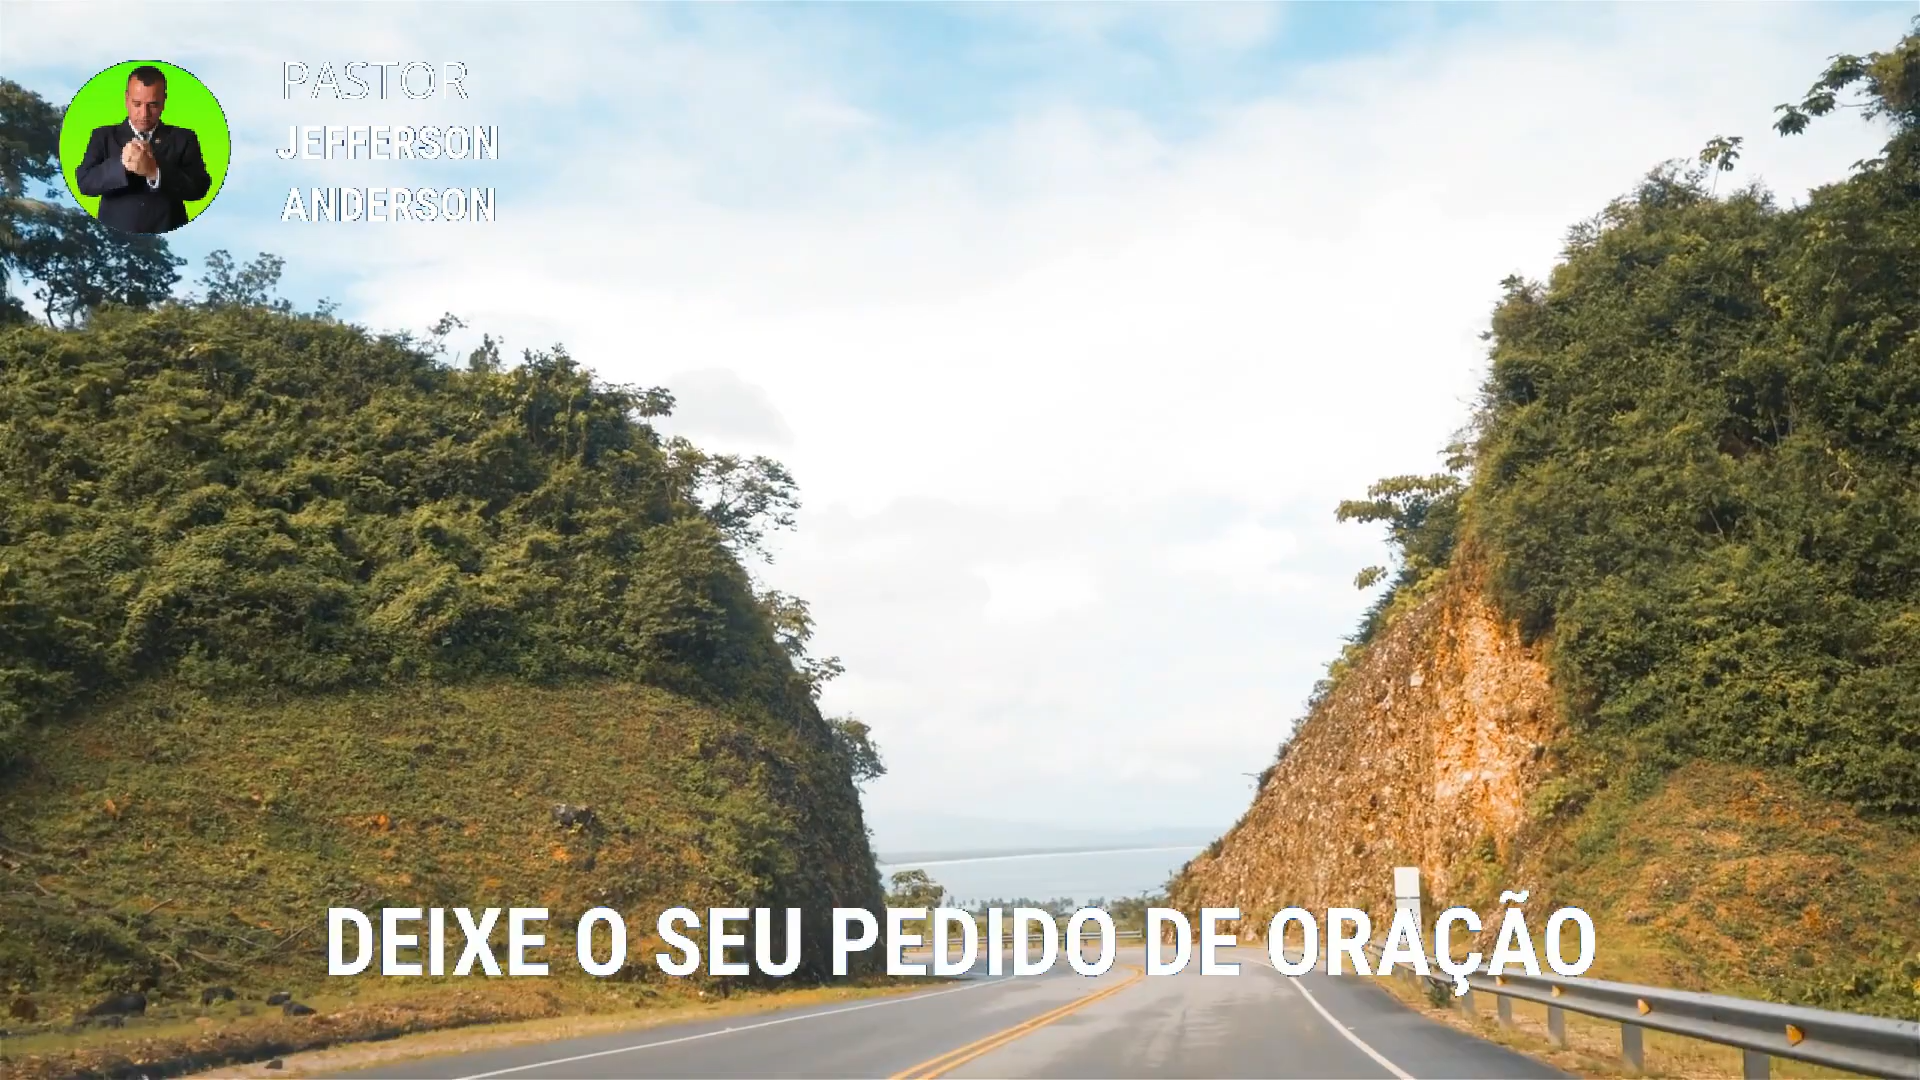 PASTOR
JEFFERSON
ANDERSON
DEIXE O SEU PEDIDO DE ORAÇÃO